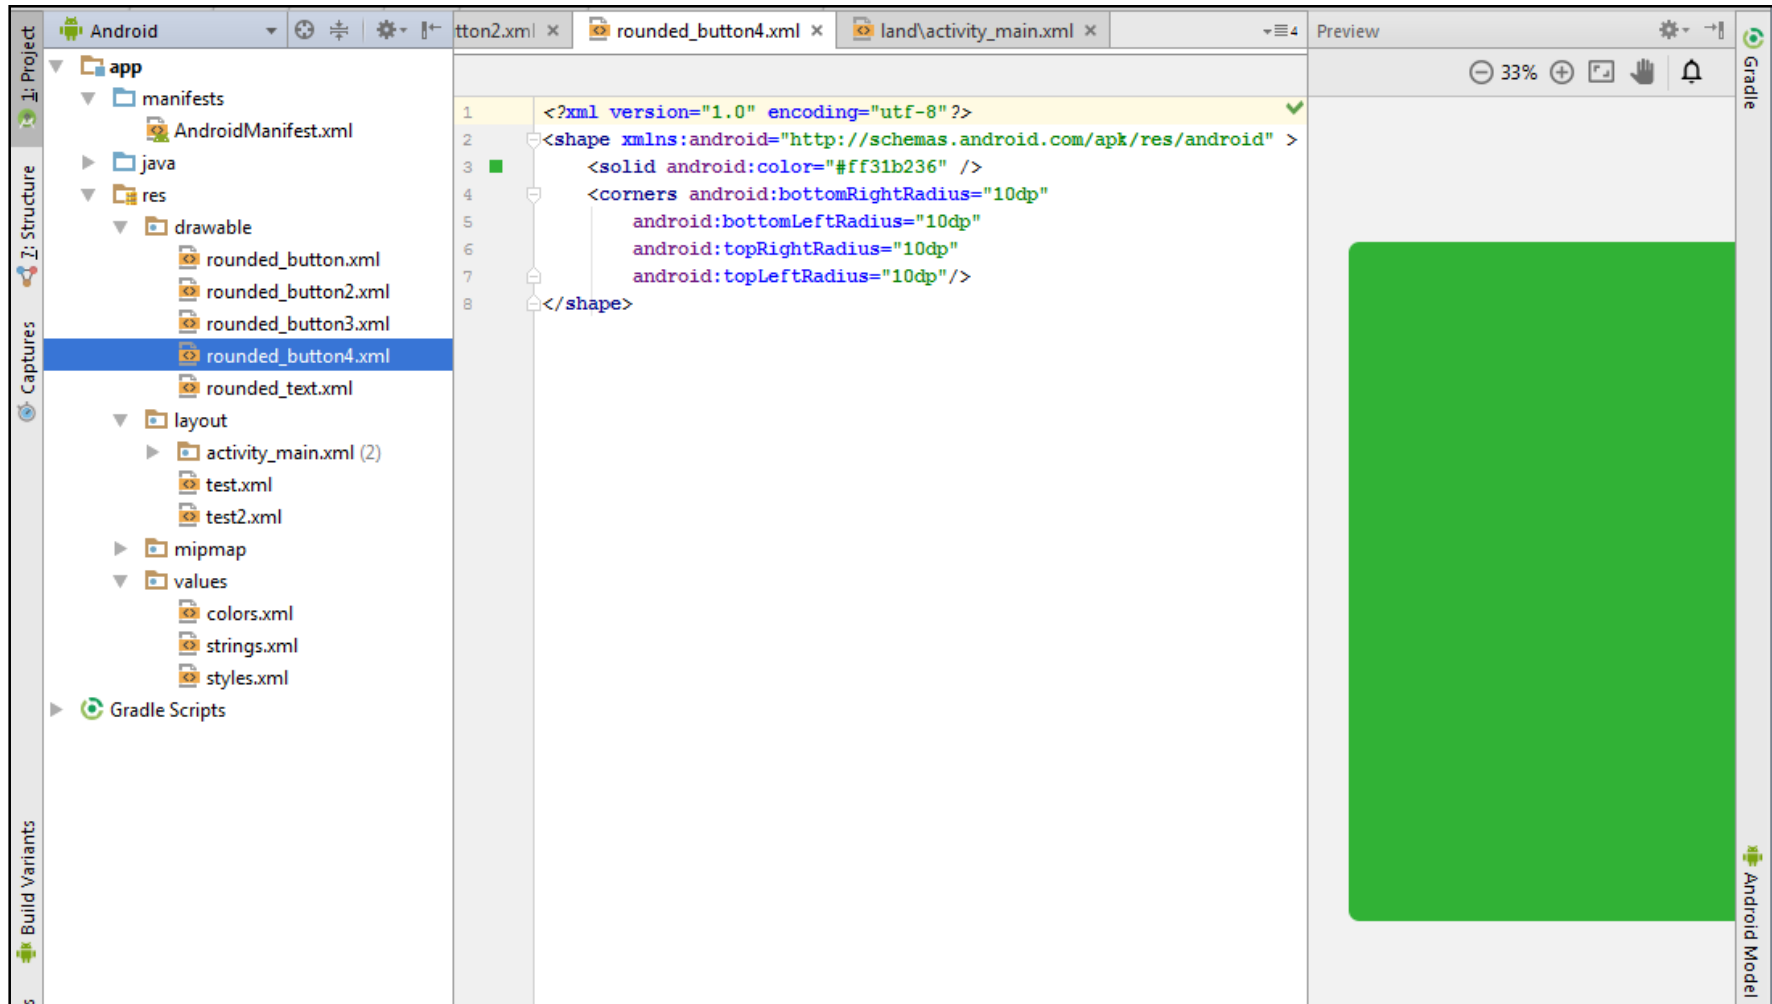 1: Project
7: Structure
Captures
Build Variants
Android
app
manifests
AndroidManifest.xml
java
res
drawable
rounded_button.xml
rounded_button2.xml
rounded_button3.xml
rounded_button4.xml
rounded_text.xml
layout
activity_main.xml (2)
test.xml
test2.xml
mipmap
values
colors.xml
strings.xml
styles.xml
Gradle Scripts
tton2.xml
rounded_button4.xml
land\activity_main.xml
4
1 <?xml version="1.0" encoding="utf-8"?>
2 <shape xmlns:android="http://schemas.android.com/apk/res/android" >
3 <solid android:color="#ff31b236" />
4 <corners android:bottomRightRadius="10dp"
5 android:bottomLeftRadius="10dp"
6 android:topRightRadius="10dp"
7 android:topLeftRadius="10dp"/>
8 </shape>
Preview
33%
Gradle
Android Model